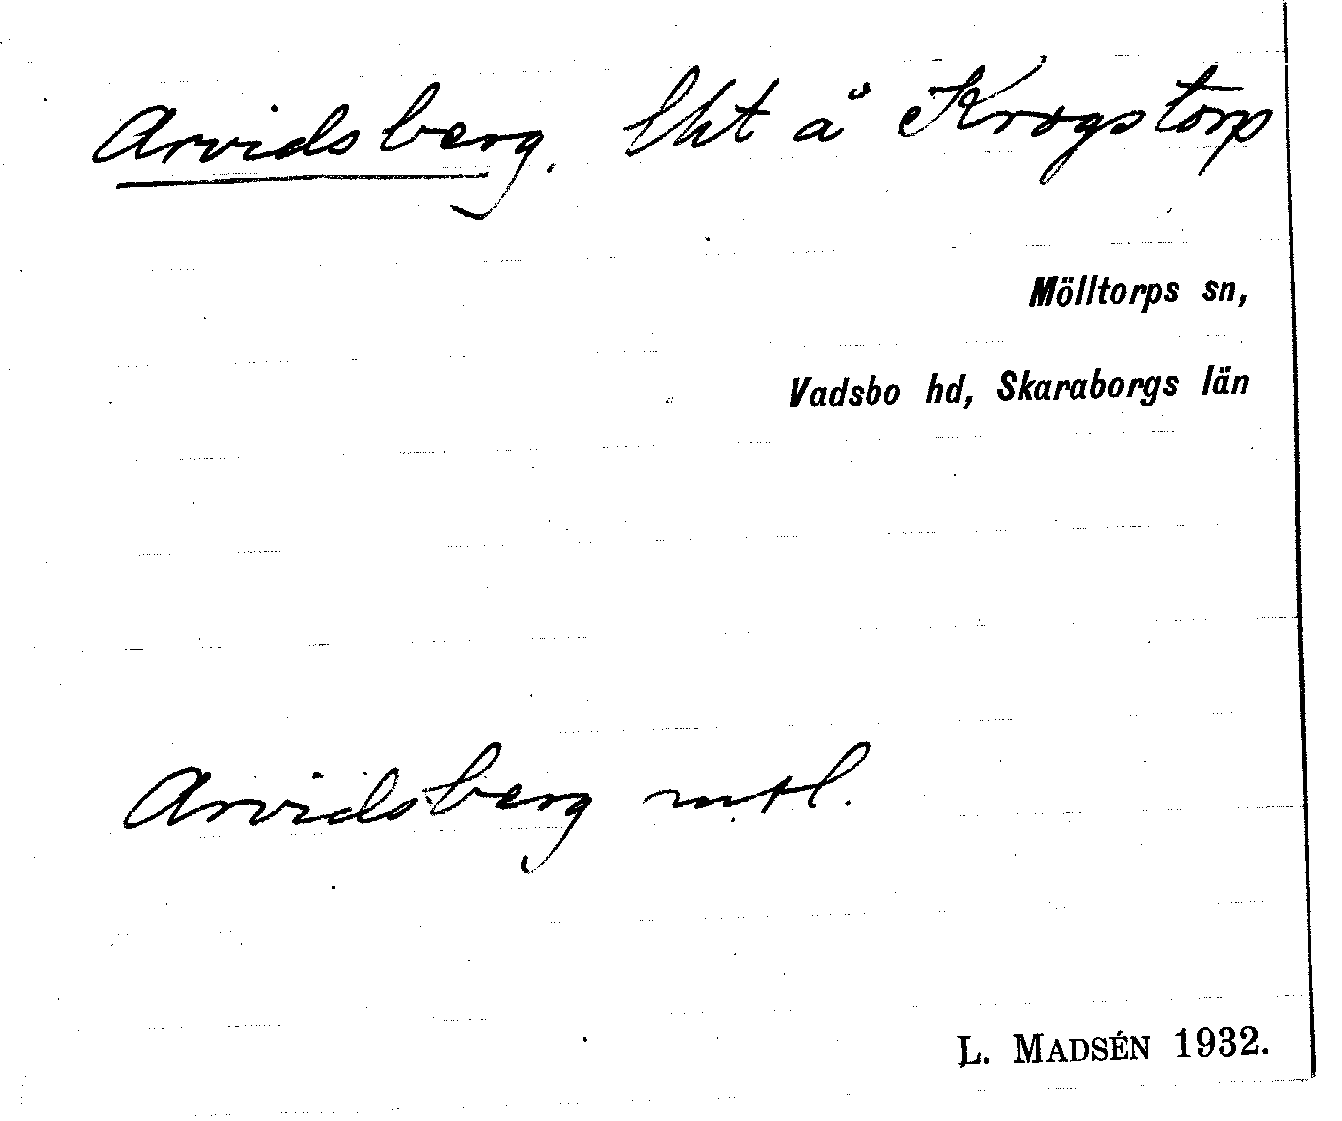 Arvidsberg. lht å Krogstorp
Mölltorps sn,
Vadsbo hd, Skaraborgs län
Arvidsberg mtl.
L. MADSÉN 1932.